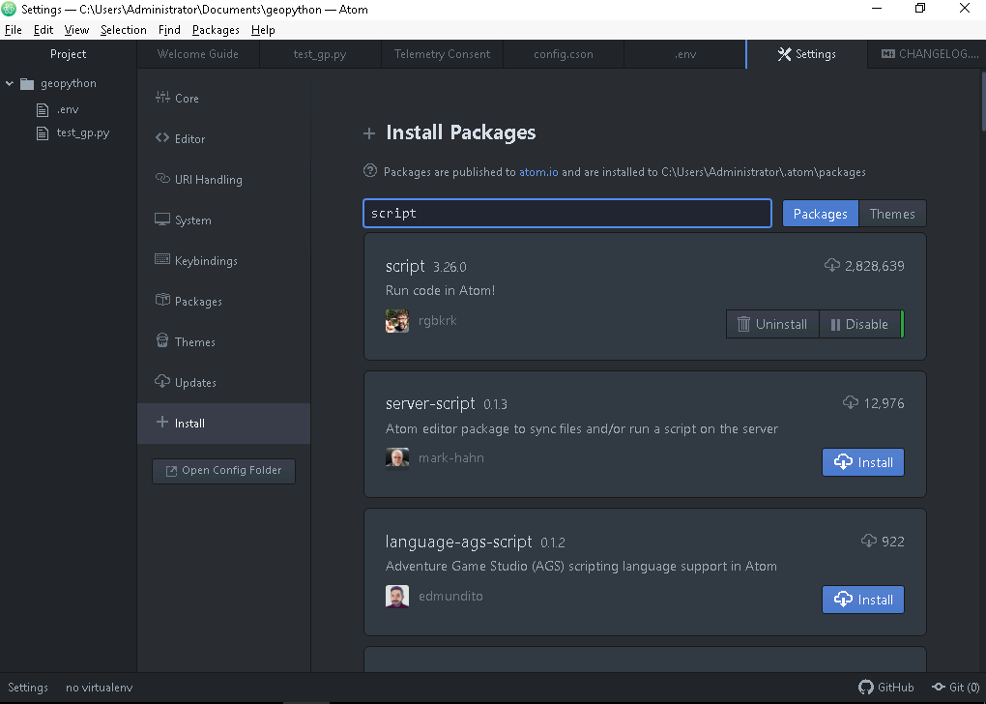 Settings — C:\Users\Administrator\Documents\geopython — Atom
File Edit View Selection Find Packages Help
Project
Welcome Guide
test_gp.py
Telemetry Consent
config.cson
.env
Settings
CHANGELOG....
geopython
.env
test_gp.py
Core
Editor
URI Handling
System
Keybindings
Packages
Themes
Updates
Install
Open Config Folder
Install Packages
Packages are published to atom.io and are installed to C:\Users\Administrator\.atom\packages
script
Packages
Themes
script 3.26.0
2,828,639
Run code in Atom!
rgbkrk
Uninstall
Disable
server-script 0.1.3
12,976
Atom editor package to sync files and/or run a script on the server
mark-hahn
Install
language-ags-script 0.1.2
922
Adventure Game Studio (AGS) scripting language support in Atom
edmundito
Install
Settings
no virtualenv
GitHub
Git (0)